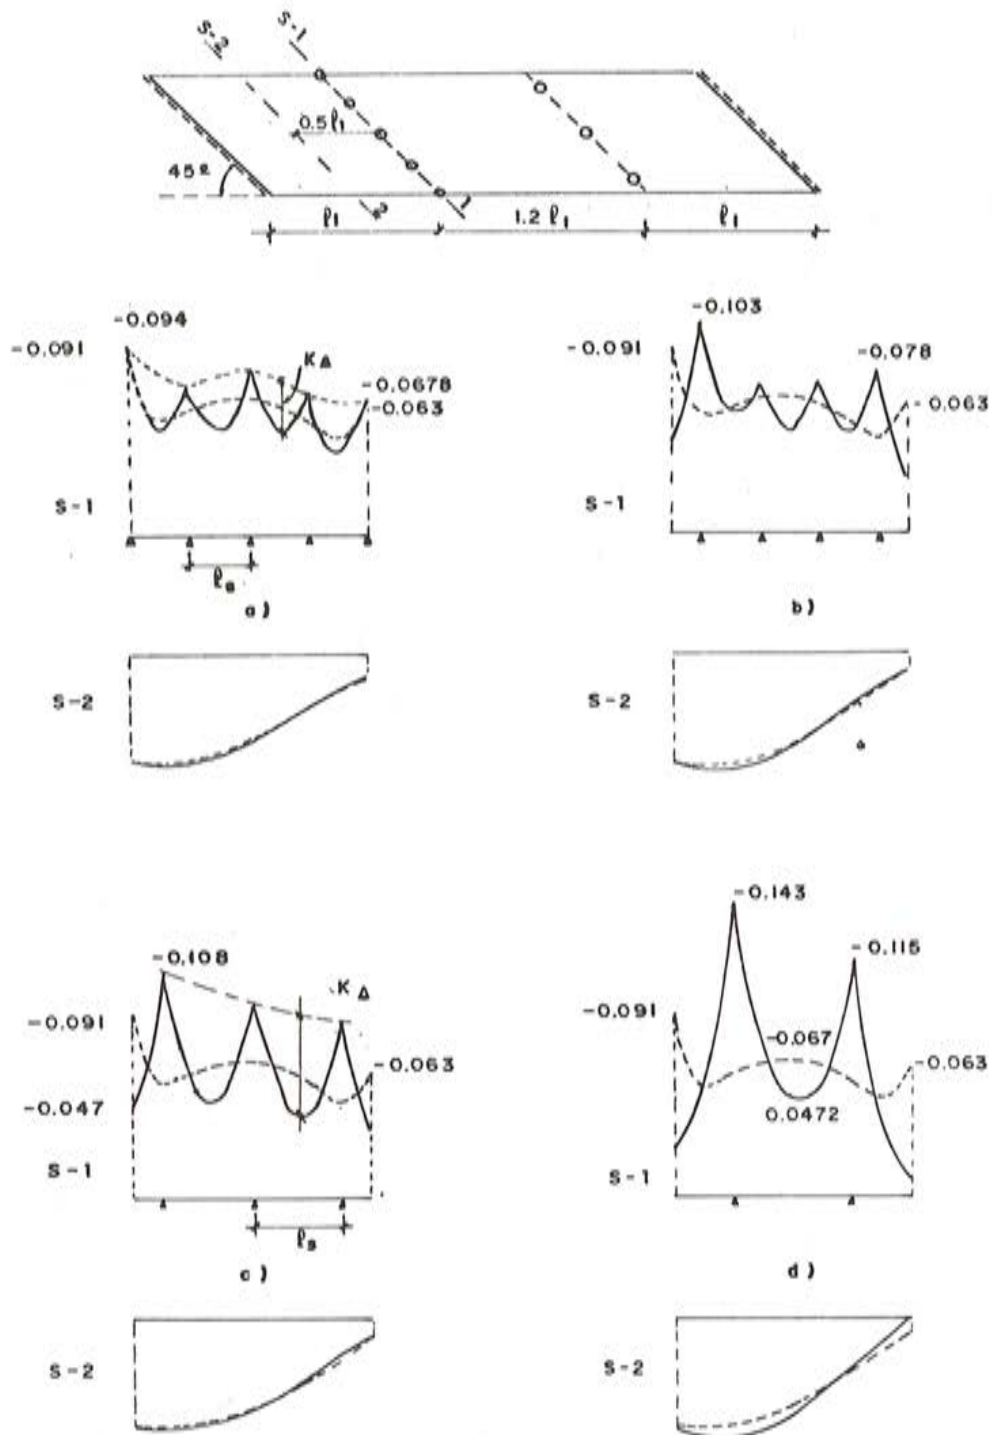 S-1
S-2
0.5 ℓ1
45º
2
1
ℓ1
1.2 ℓ1
ℓ1
-0.094
-0.091
K Δ
-0.0678
-0.063
S-1
ℓs
a)
S-2
-0.103
-0.091
-0.078
-0.063
S-1
b)
S-2
-0.108
K Δ
-0.091
-0.063
-0.047
S-1
ℓs
c)
S-2
-0.143
-0.115
-0.091
-0.067
-0.063
0.0472
S-1
d)
S-2